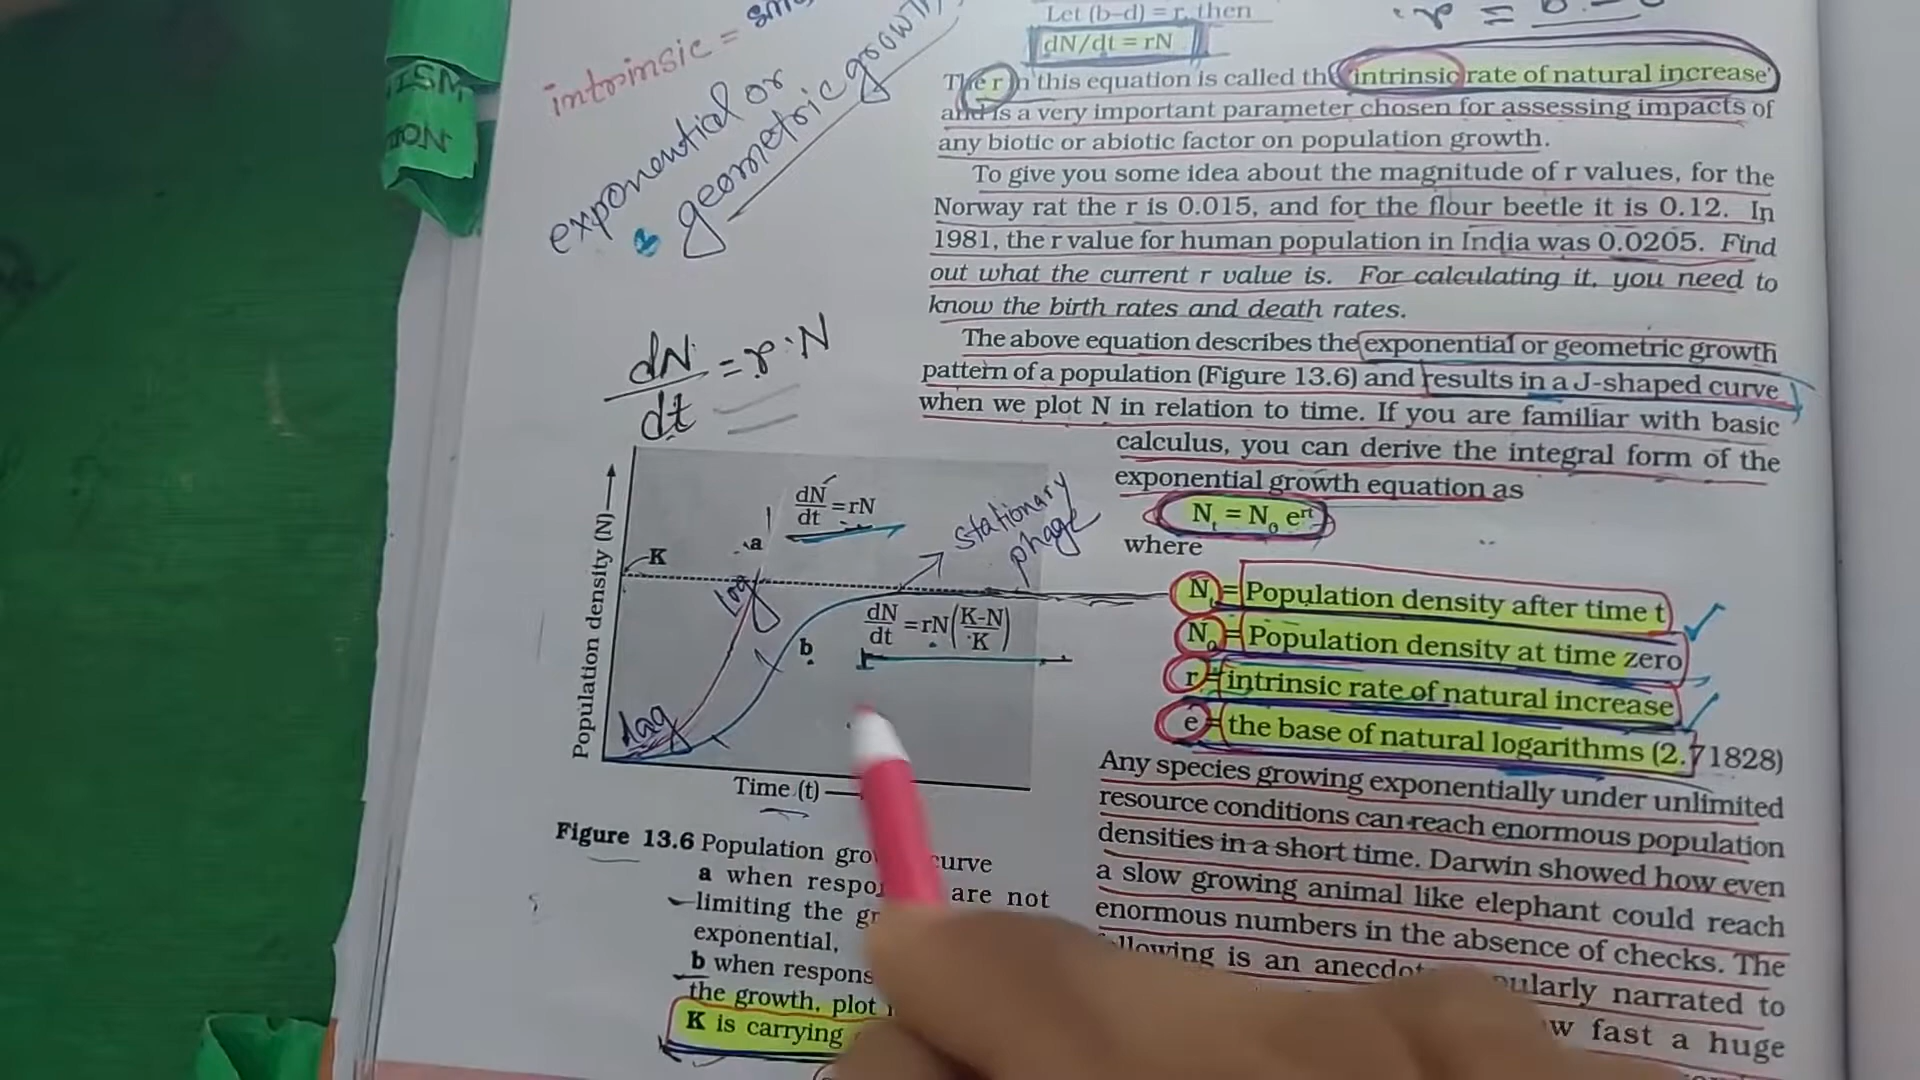 ISM
intrinsic =
exponential or
geometric growth
Let (b–d) = r, then
dN/dt = rN
The r in this equation is called the 'intrinsic rate of natural increase'
and is a very important parameter chosen for assessing impacts of
any biotic or abiotic factor on population growth.
To give you some idea about the magnitude of r values, for the
Norway rat the r is 0.015, and for the flour beetle it is 0.12. In
1981, the r value for human population in India was 0.0205. Find
out what the current r value is. For calculating it, you need to
know the birth rates and death rates.
The above equation describes the exponential or geometric growth
pattern of a population (Figure 13.6) and results in a J-shaped curve
when we plot N in relation to time. If you are familiar with basic
calculus, you can derive the integral form of the
exponential growth equation as
Nt = N0 e^rt
where
Nt = Population density after time t
N0 = Population density at time zero
r = intrinsic rate of natural increase
e = the base of natural logarithms (2.71828)
Any species growing exponentially under unlimited
resource conditions can reach enormous population
densities in a short time. Darwin showed how even
a slow growing animal like elephant could reach
enormous numbers in the absence of checks. The
is an
narrated to
fast a huge
dN/dt = r·N
Population density (N)
K
a
dN/dt = rN
stationary
phage
log
b
dN/dt = rN(K-N/K)
lag
Time (t)
Figure 13.6 Population curve
a when are not
limiting the
exponential,
b when
the growth, plot
K is carrying